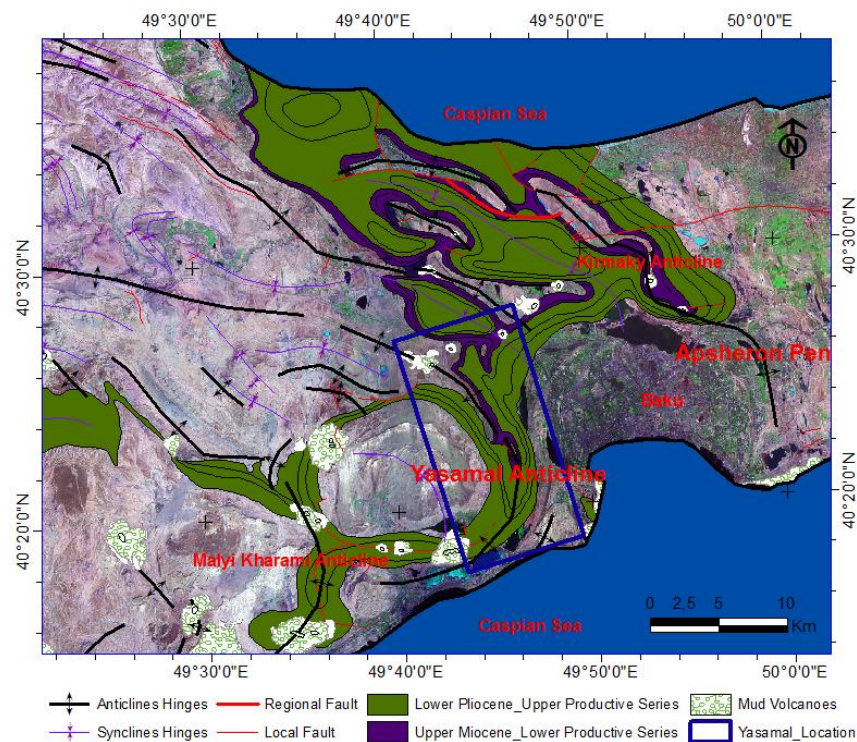 49°30'0"E 49°40'0"E 49°50'0"E 50°0'0"E
Caspian Sea
N
40°30'0"N
40°30'0"N
Kirmaky Anticline
Apsheron Pen
Baku
Yasamal Anticline
40°20'0"N
40°20'0"N
Malyi Kharami Anticline
Caspian Sea
0 2,5 5 10
Km
49°30'0"E 49°40'0"E 49°50'0"E 50°0'0"E
Anticlines Hinges Regional Fault Lower Pliocene_Upper Productive Series Mud Volcanoes
Synclines Hinges Local Fault Upper Miocene_Lower Productive Series Yasamal_Location